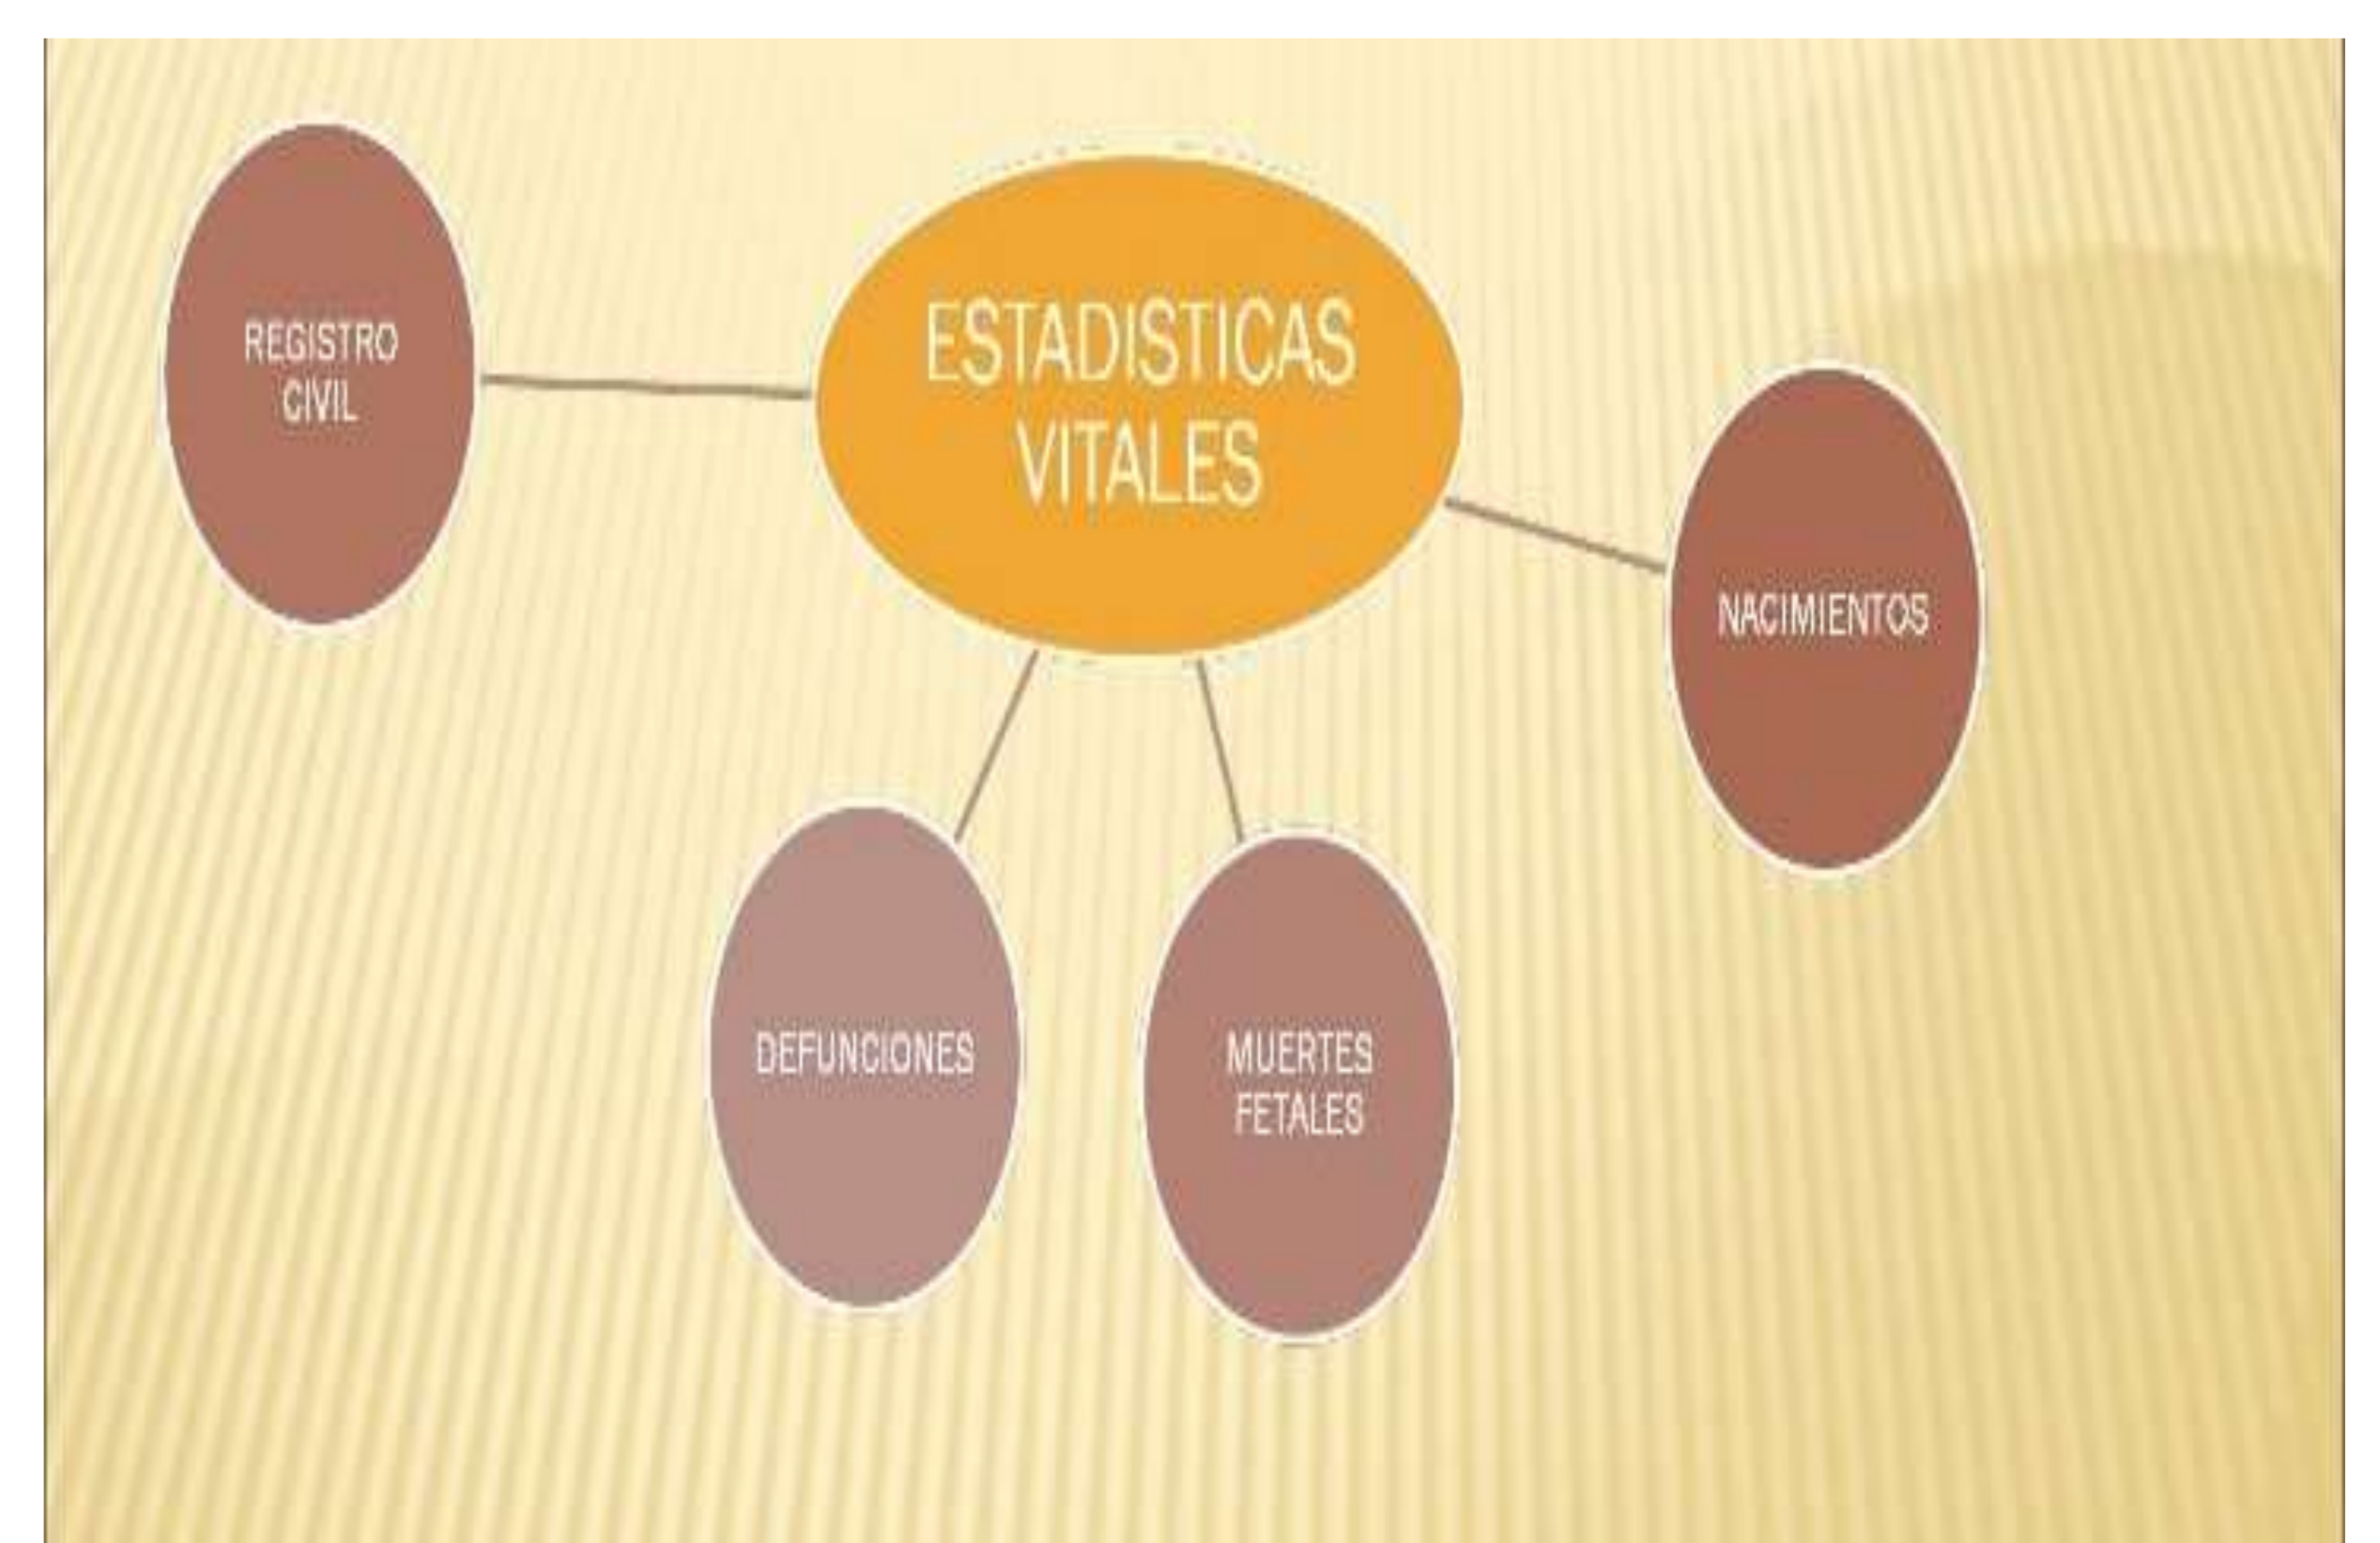 ESTADISTICAS
VITALES
REGISTRO
CIVIL
NACIMIENTOS
DEFUNCIONES
MUERTES
FETALES